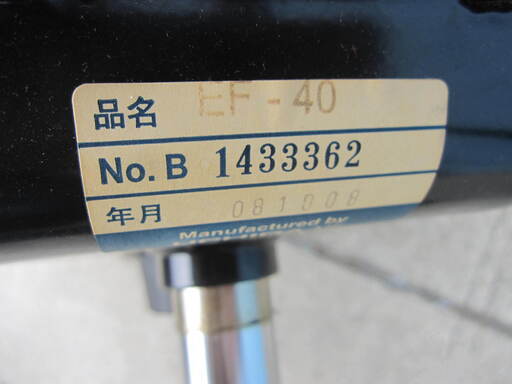 品名 EF-40
No. B 1433362
年月 081008
Manufactured by